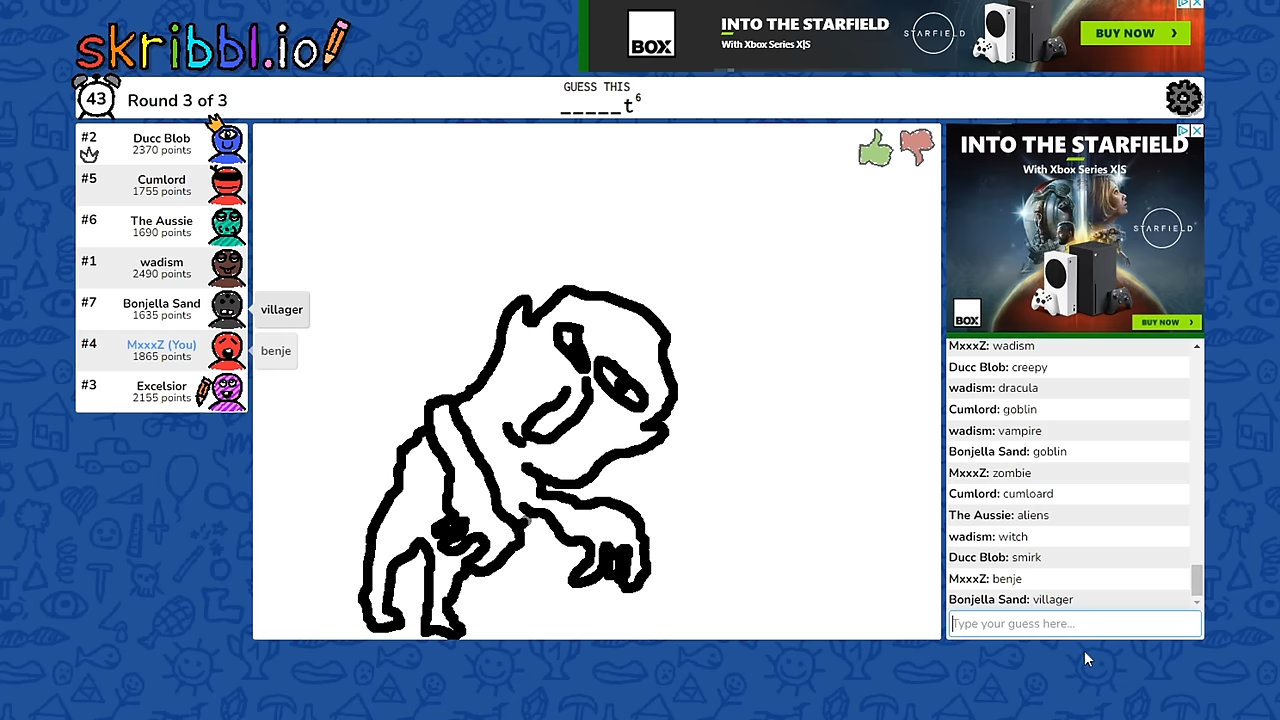 skribbl.io
XBOX
INTO THE STARFIELD
With Xbox Series X|S
STARFIELD
BUY NOW
43
Round 3 of 3
GUESS THIS
_____t 6
#2
Ducc Blob
2370 points
#5
Cumlord
1755 points
#6
The Aussie
1690 points
#1
wadism
2490 points
#7
Bonjella Sand
1635 points
villager
#4
MxxxZ (You)
1865 points
benje
#3
Excelsior
2155 points
INTO THE STARFIELD
With Xbox Series X|S
STARFIELD
XBOX
BUY NOW
MxxxZ: wadism
Ducc Blob: creepy
wadism: dracula
Cumlord: goblin
wadism: vampire
Bonjella Sand: goblin
MxxxZ: zombie
Cumlord: cumloard
The Aussie: aliens
wadism: witch
Ducc Blob: smirk
MxxxZ: benje
Bonjella Sand: villager
Type your guess here...